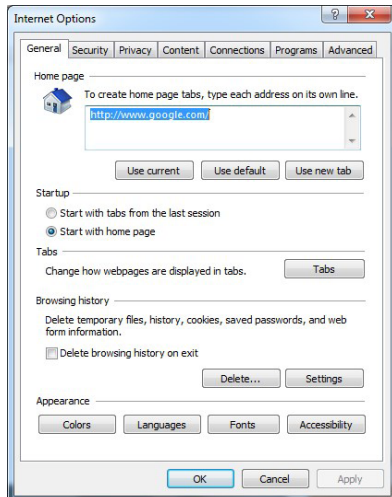 Internet Options
General Security Privacy Content Connections Programs Advanced
Home page
To create home page tabs, type each address on its own line.
http://www.google.com/
Use current Use default Use new tab
Startup
Start with tabs from the last session
Start with home page
Tabs
Change how webpages are displayed in tabs. Tabs
Browsing history
Delete temporary files, history, cookies, saved passwords, and web
form information.
Delete browsing history on exit
Delete... Settings
Appearance
Colors Languages Fonts Accessibility
OK Cancel Apply